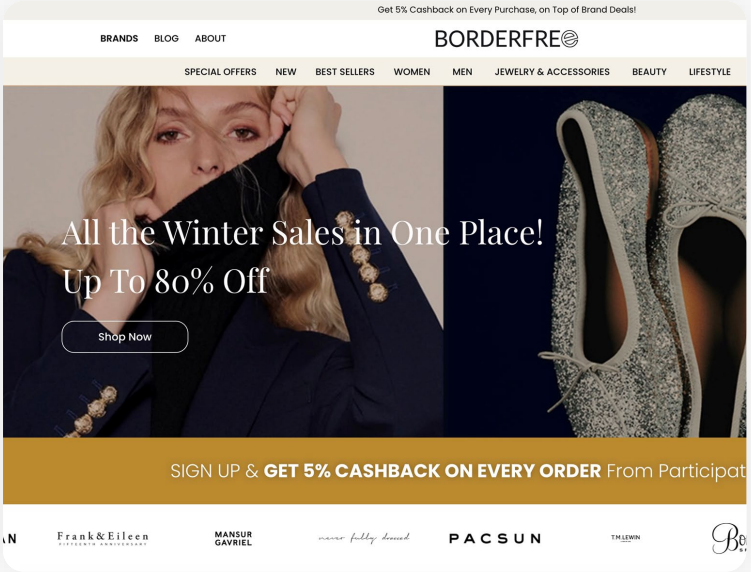 Get 5% Cashback on Every Purchase, on Top of Brand Deals!
BRANDS BLOG ABOUT
BORDERFREE
SPECIAL OFFERS NEW BEST SELLERS WOMEN MEN JEWELRY & ACCESSORIES BEAUTY LIFESTYLE
All the Winter Sales in One Place!
Up To 80% Off
Shop Now
SIGN UP & GET 5% CASHBACK ON EVERY ORDER From
Frank&Eileen
FIFTEENTH ANNIVERSARY
MANSUR
GAVRIEL
never fully dressed
PACSUN
T.M.LEWIN